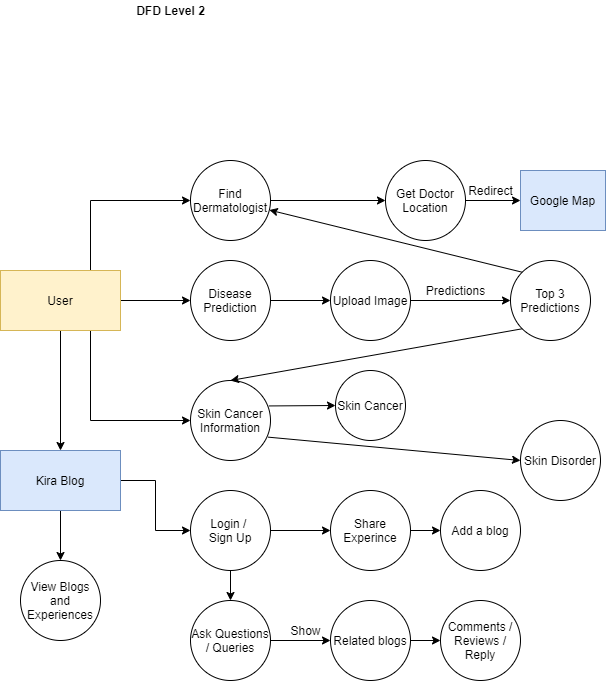 DFD Level 2
Find
Dermatologist
Get Doctor
Location
Redirect
Google Map
User
Disease
Prediction
Upload Image
Predictions
Top 3
Predictions
Skin Cancer
Information
Skin Cancer
Skin Disorder
Kira Blog
Login /
Sign Up
Share
Experince
Add a blog
View Blogs
and
Experiences
Ask Questions
/ Queries
Show
Related blogs
Comments /
Reviews /
Reply